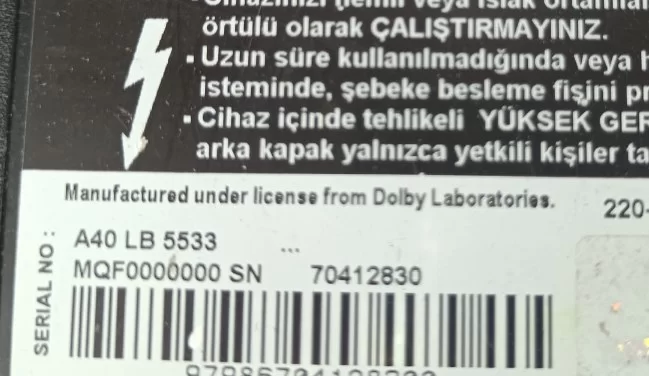 örtülü olarak ÇALIŞTIRMAYINIZ.
• Uzun süre kullanılmadığında veya
isteminde, şebeke besleme fişini
• Cihaz içinde tehlikeli YÜKSEK
arka kapak yalnızca yetkili kişiler
Manufactured under license from Dolby Laboratories.
220-
SERIAL NO :
A40 LB 5533 ...
MQF0000000 SN 70412830